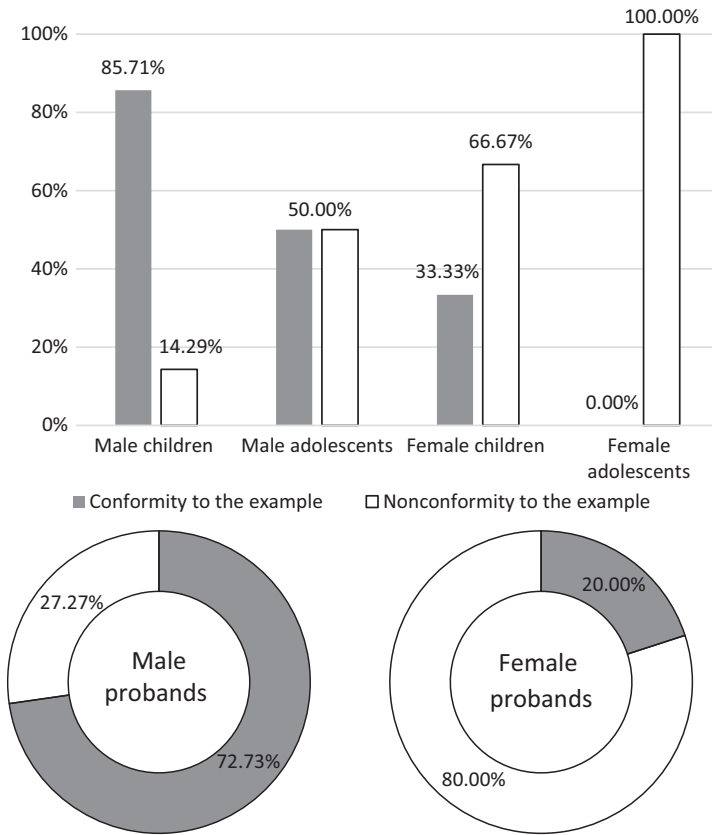 100.00%
100%
85.71%
80%
66.67%
60%
50.00%
40%
33.33%
20%
14.29%
0.00%
0%
Male children Male adolescents Female children Female
adolescents
Conformity to the example Nonconformity to the example
27.27%
Male
probands
72.73%
20.00%
Female
probands
80.00%